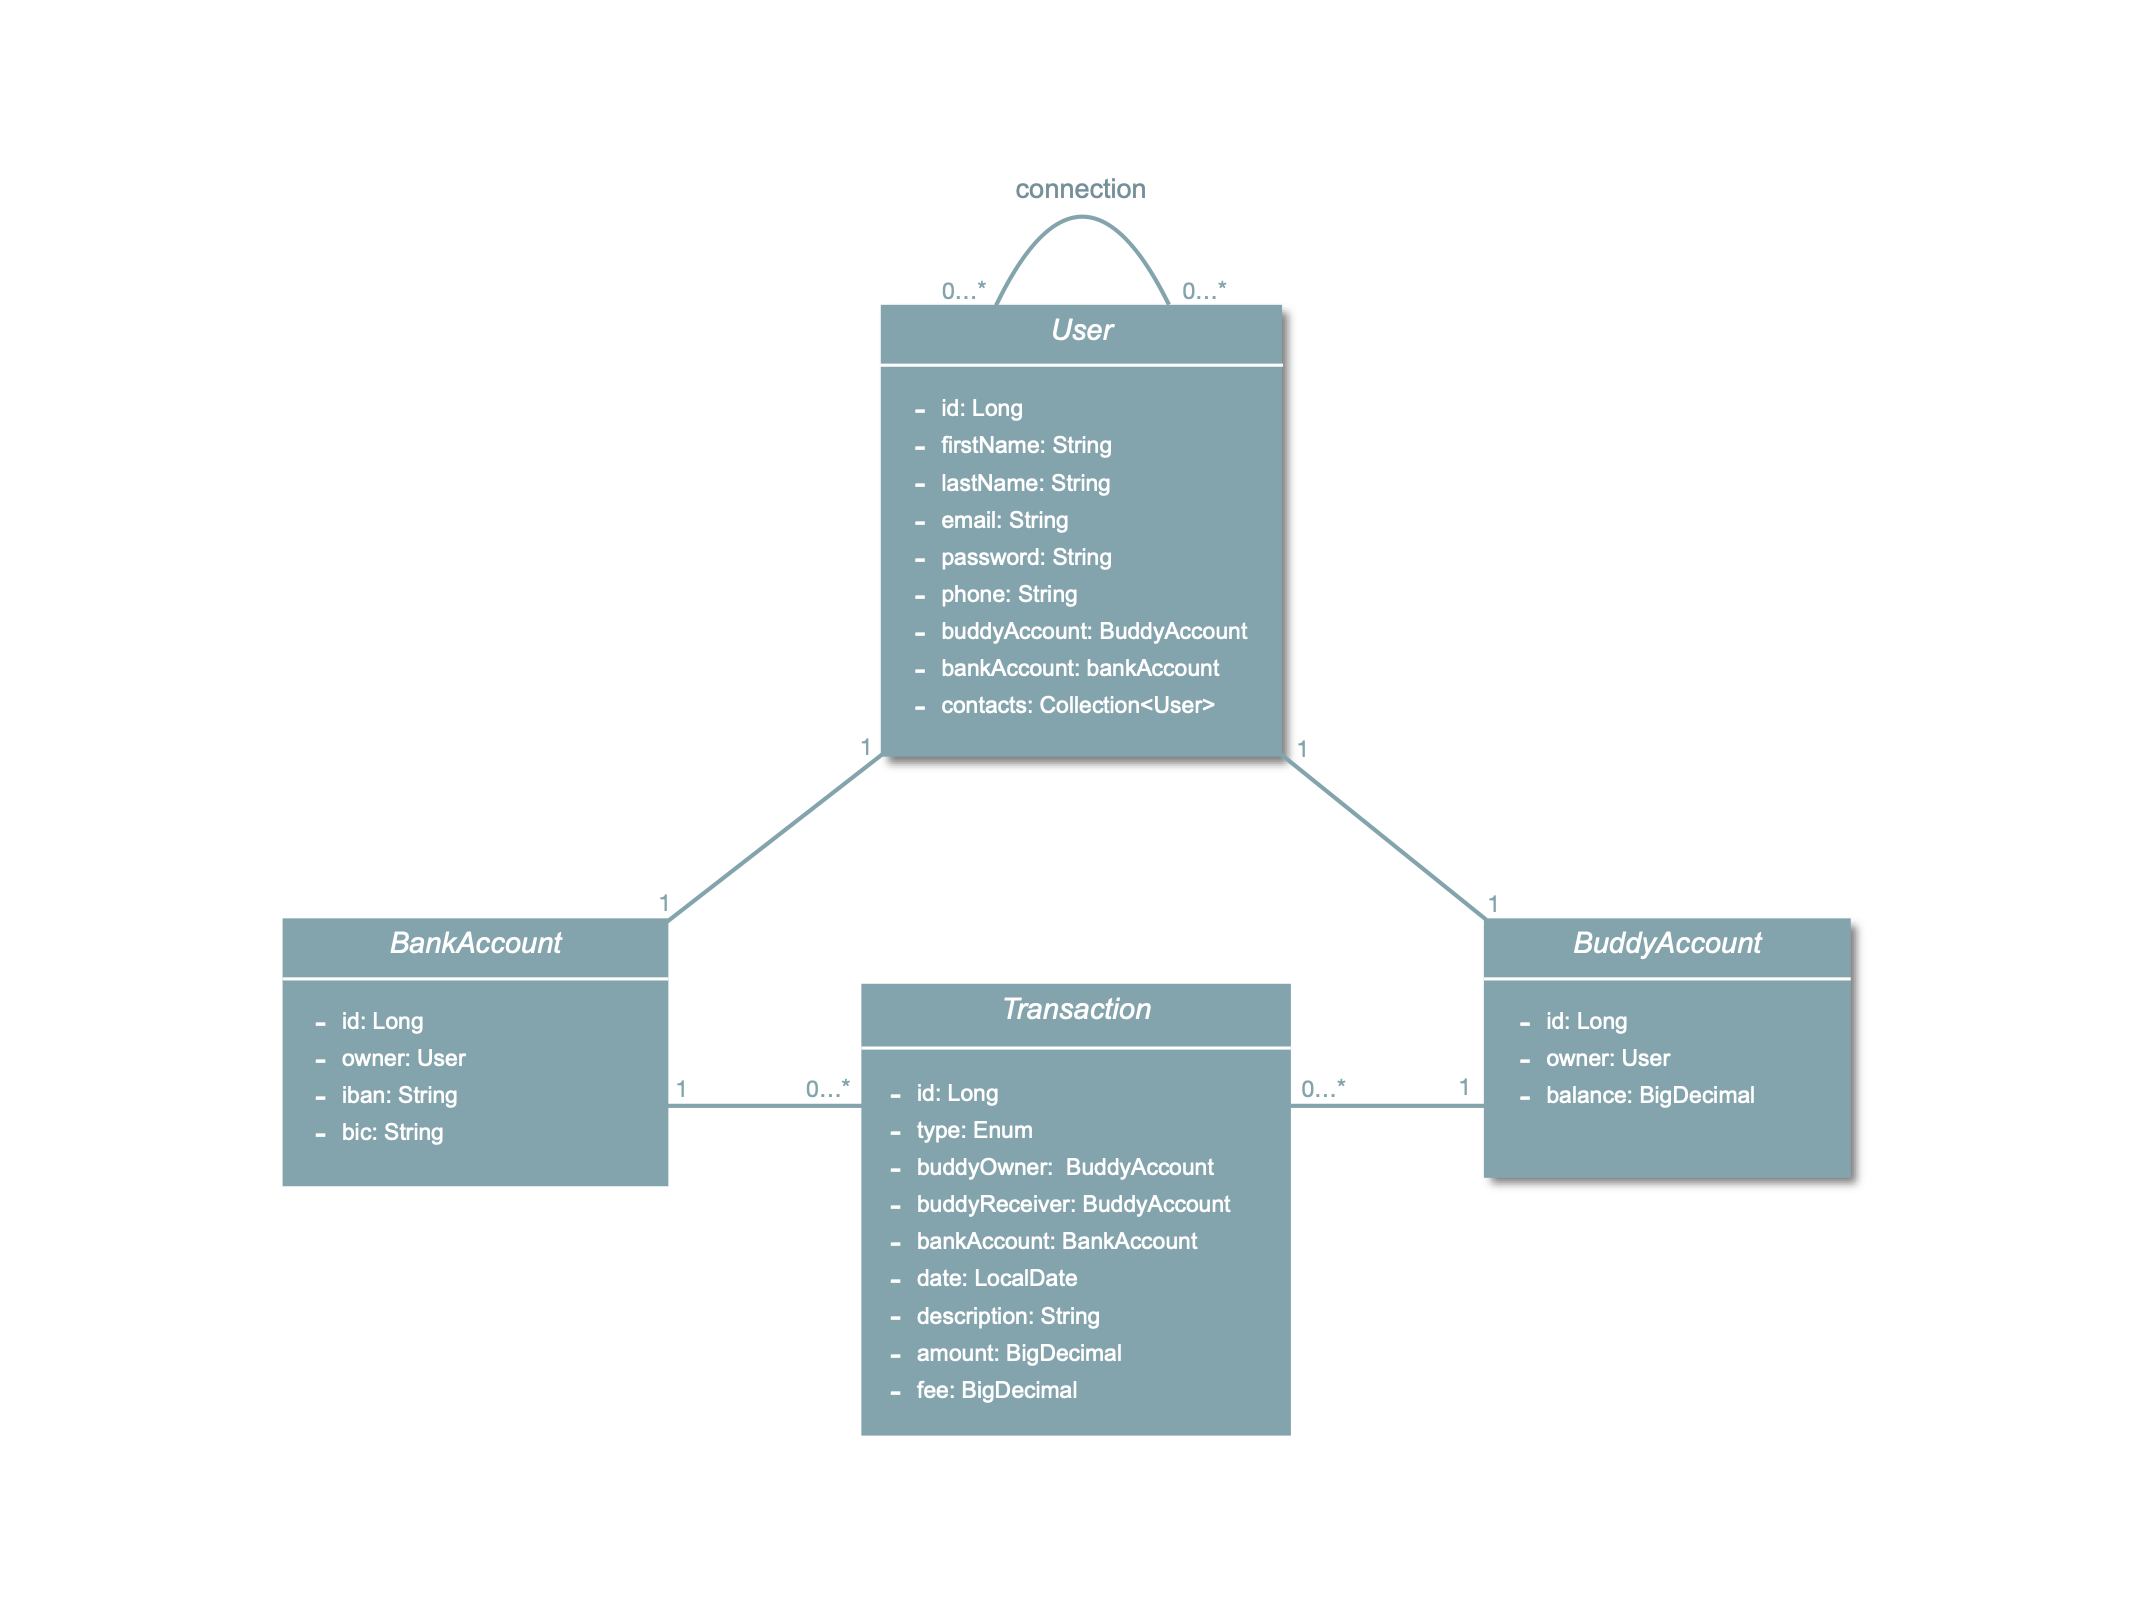 connection
0...*
0...*
User
- id: Long
- firstName: String
- lastName: String
- email: String
- password: String
- phone: String
- buddyAccount: BuddyAccount
- bankAccount: bankAccount
- contacts: Collection<User>
1
1
1
1
BankAccount
- id: Long
- owner: User
- iban: String
- bic: String
1
0...*
Transaction
- id: Long
- type: Enum
- buddyOwner:  BuddyAccount
- buddyReceiver: BuddyAccount
- bankAccount: BankAccount
- date: LocalDate
- description: String
- amount: BigDecimal
- fee: BigDecimal
0...*
1
BuddyAccount
- id: Long
- owner: User
- balance: BigDecimal